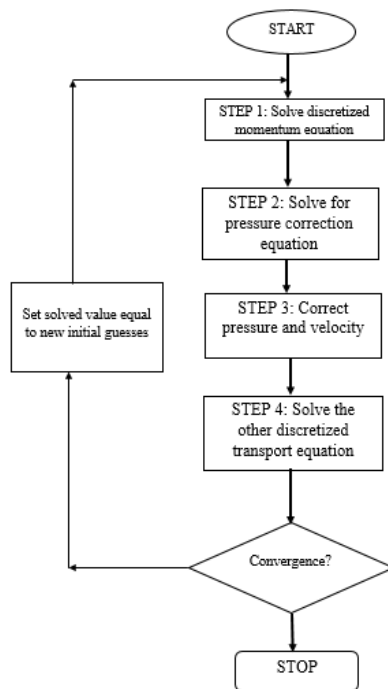 START
STEP 1: Solve discretized
momentum equation
STEP 2: Solve for
pressure correction
equation
STEP 3: Correct
pressure and velocity
Set solved value equal
to new initial guesses
STEP 4: Solve the
other discretized
transport equation
Convergence?
STOP